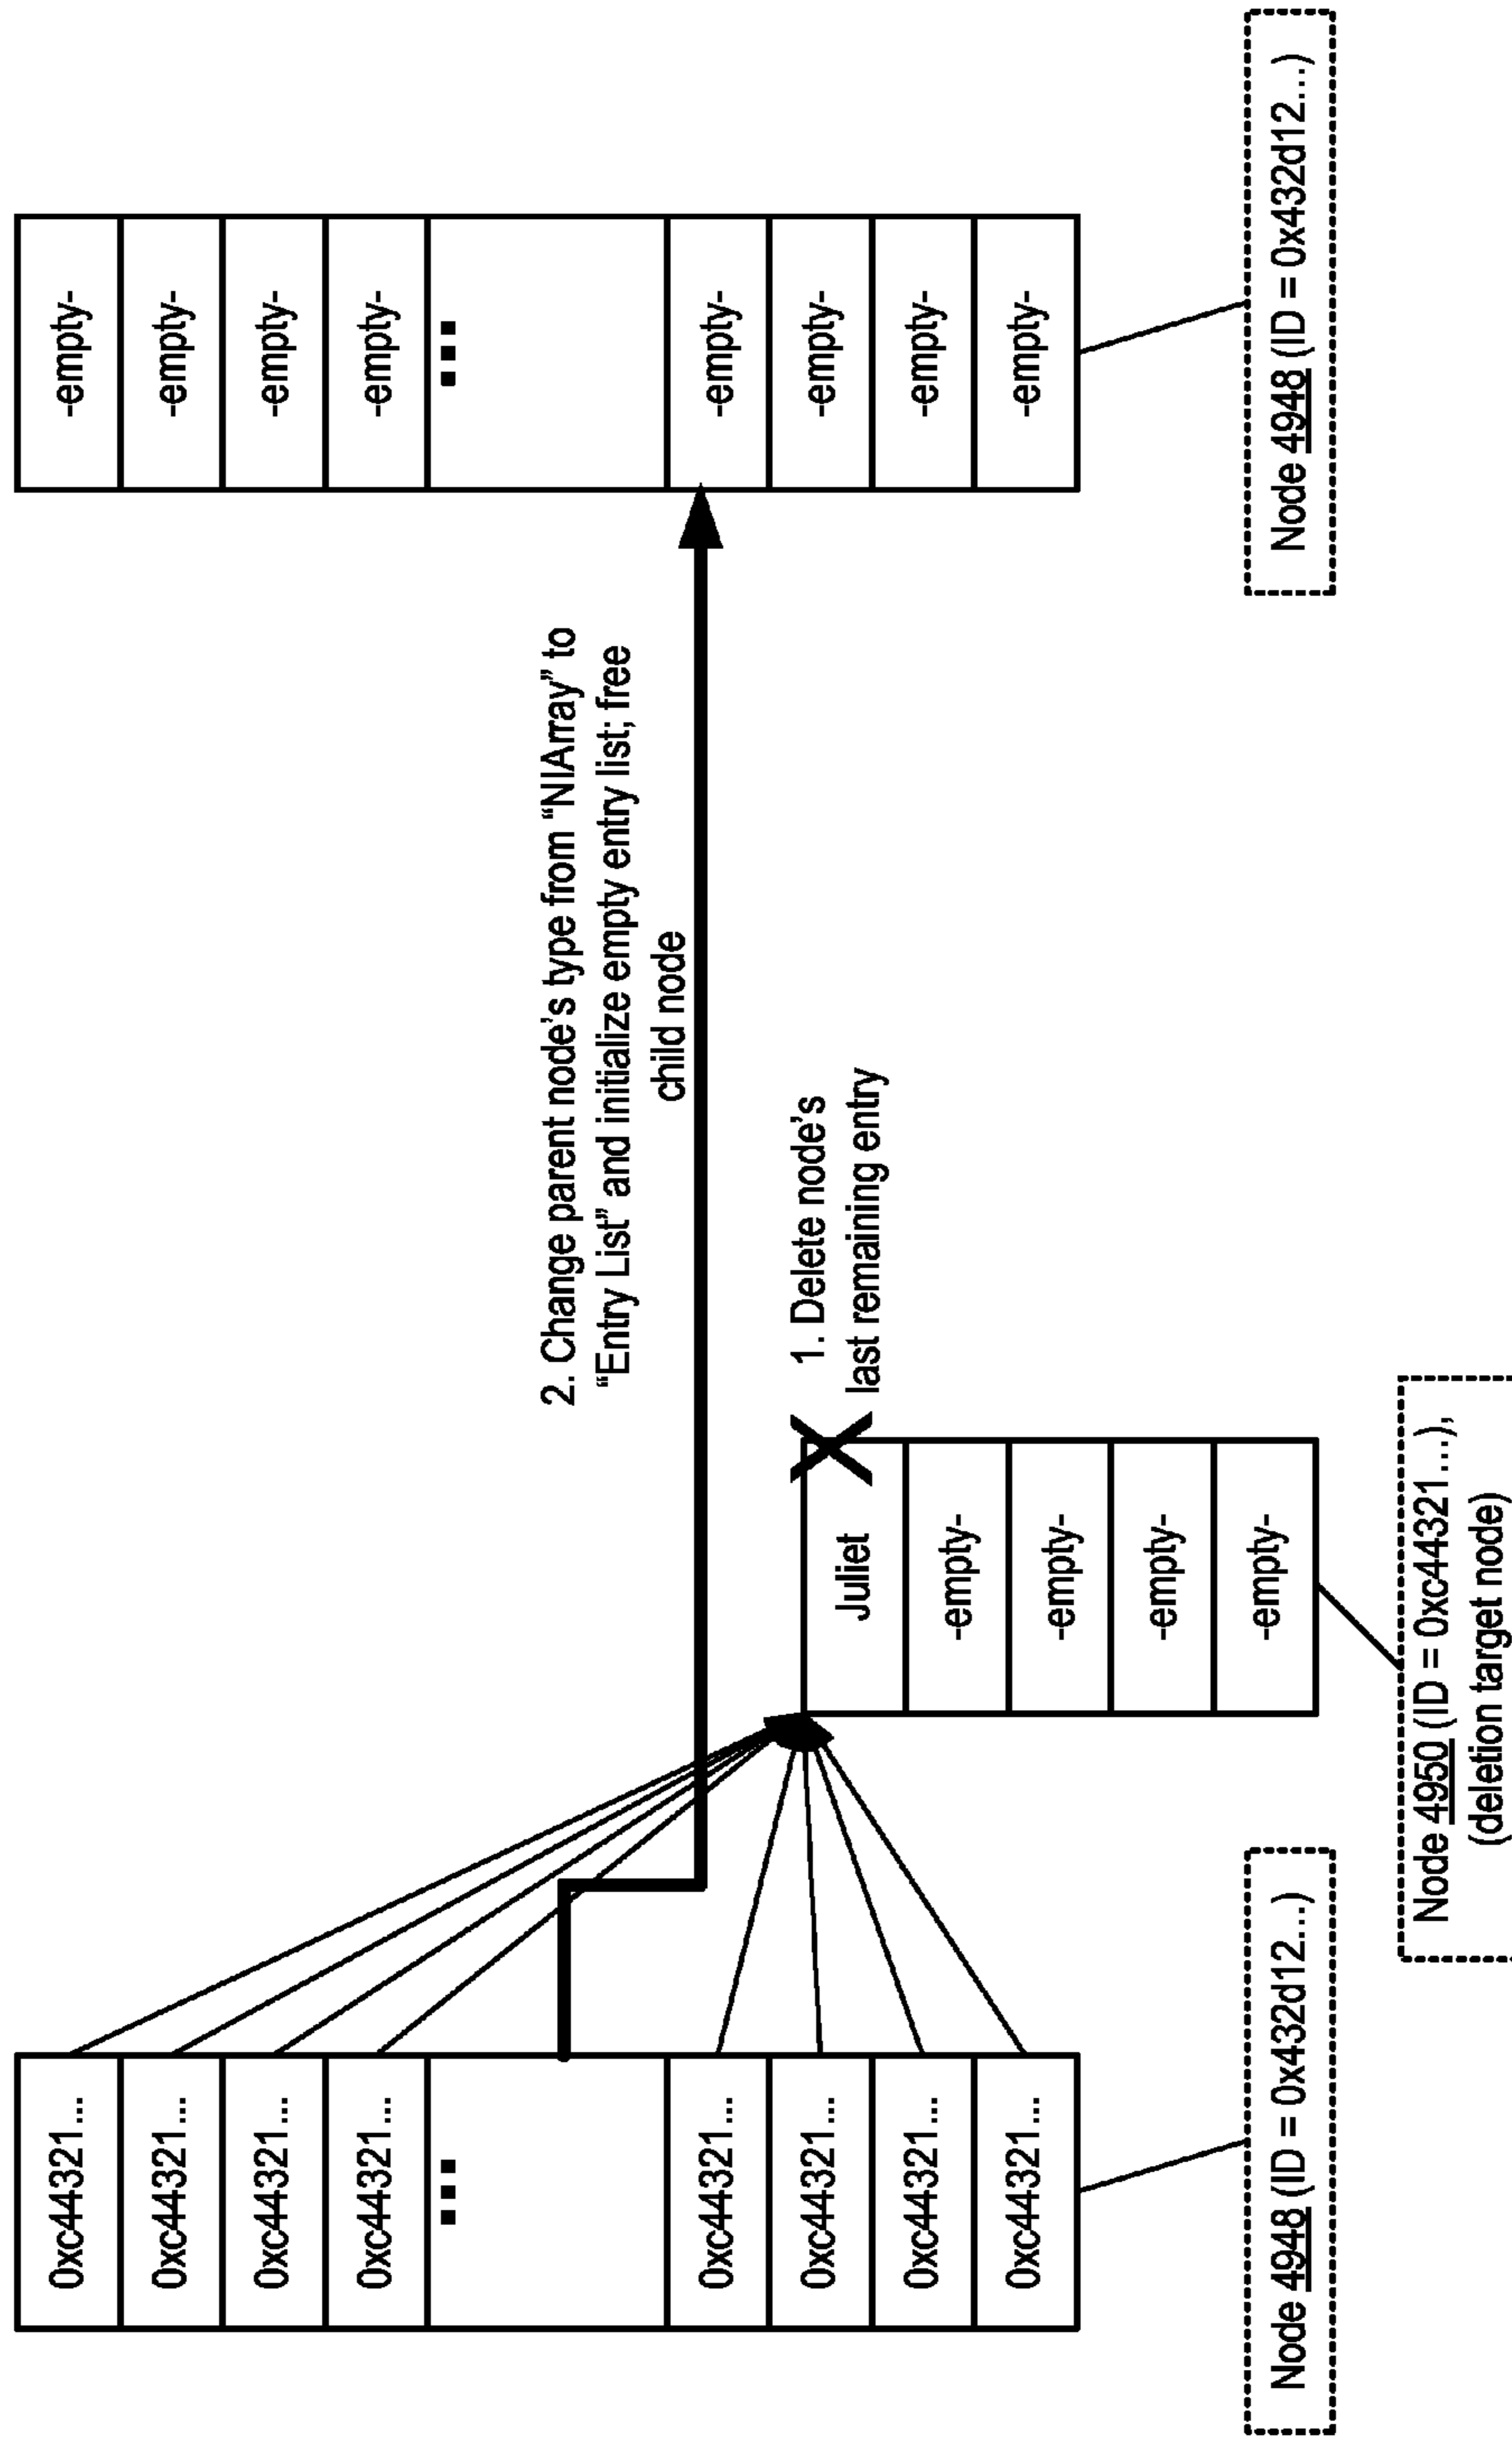 0xc44321...
0xc44321...
0xc44321...
0xc44321...
...
0xc44321...
0xc44321...
0xc44321...
0xc44321...
Node 4948 (ID = 0x432d12...)
Juliet
-empty-
-empty-
-empty-
-empty-
Node 4950 (ID = 0xc44321...),
(deletion target node)
1. Delete node's
last remaining entry
2. Change parent node's type from “NIArray” to
“Entry List” and initialize empty entry list; free
child node
-empty-
-empty-
-empty-
-empty-
...
-empty-
-empty-
-empty-
-empty-
Node 4948 (ID = 0x432d12...)